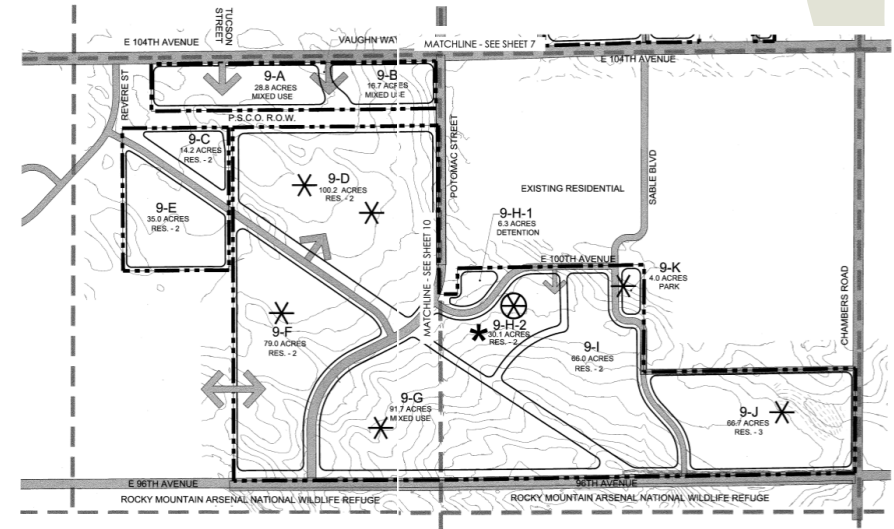 TUCSON
STREET
E 104TH AVENUE
VAUGHN WAY
MATCHLINE - SEE SHEET 7
E 104TH AVENUE
REVERE ST
9-A
28.8 ACRES
MIXED USE
9-B
16.7 ACRES
MIXED USE
P.S.C.O. R.O.W.
9-C
14.2 ACRES
RES. - 2
9-D
100.2 ACRES
RES. - 2
9-E
35.0 ACRES
RES. - 2
POTOMAC STREET
SABLE BLVD
EXISTING RESIDENTIAL
9-H-1
6.3 ACRES
DETENTION
MATCHLINE - SEE SHEET 10
E 100TH AVENUE
9-K
4.0 ACRES
PARK
CHAMBERS ROAD
9-F
79.0 ACRES
RES. - 2
9-H-2
30.1 ACRES
RES. - 2
9-I
66.0 ACRES
RES. - 2
9-G
91.7 ACRES
MIXED USE
9-J
66.7 ACRES
RES. - 3
E 96TH AVENUE
96TH AVENUE
ROCKY MOUNTAIN ARSENAL NATIONAL WILDLIFE REFUGE
ROCKY MOUNTAIN ARSENAL NATIONAL WILDLIFE REFUGE